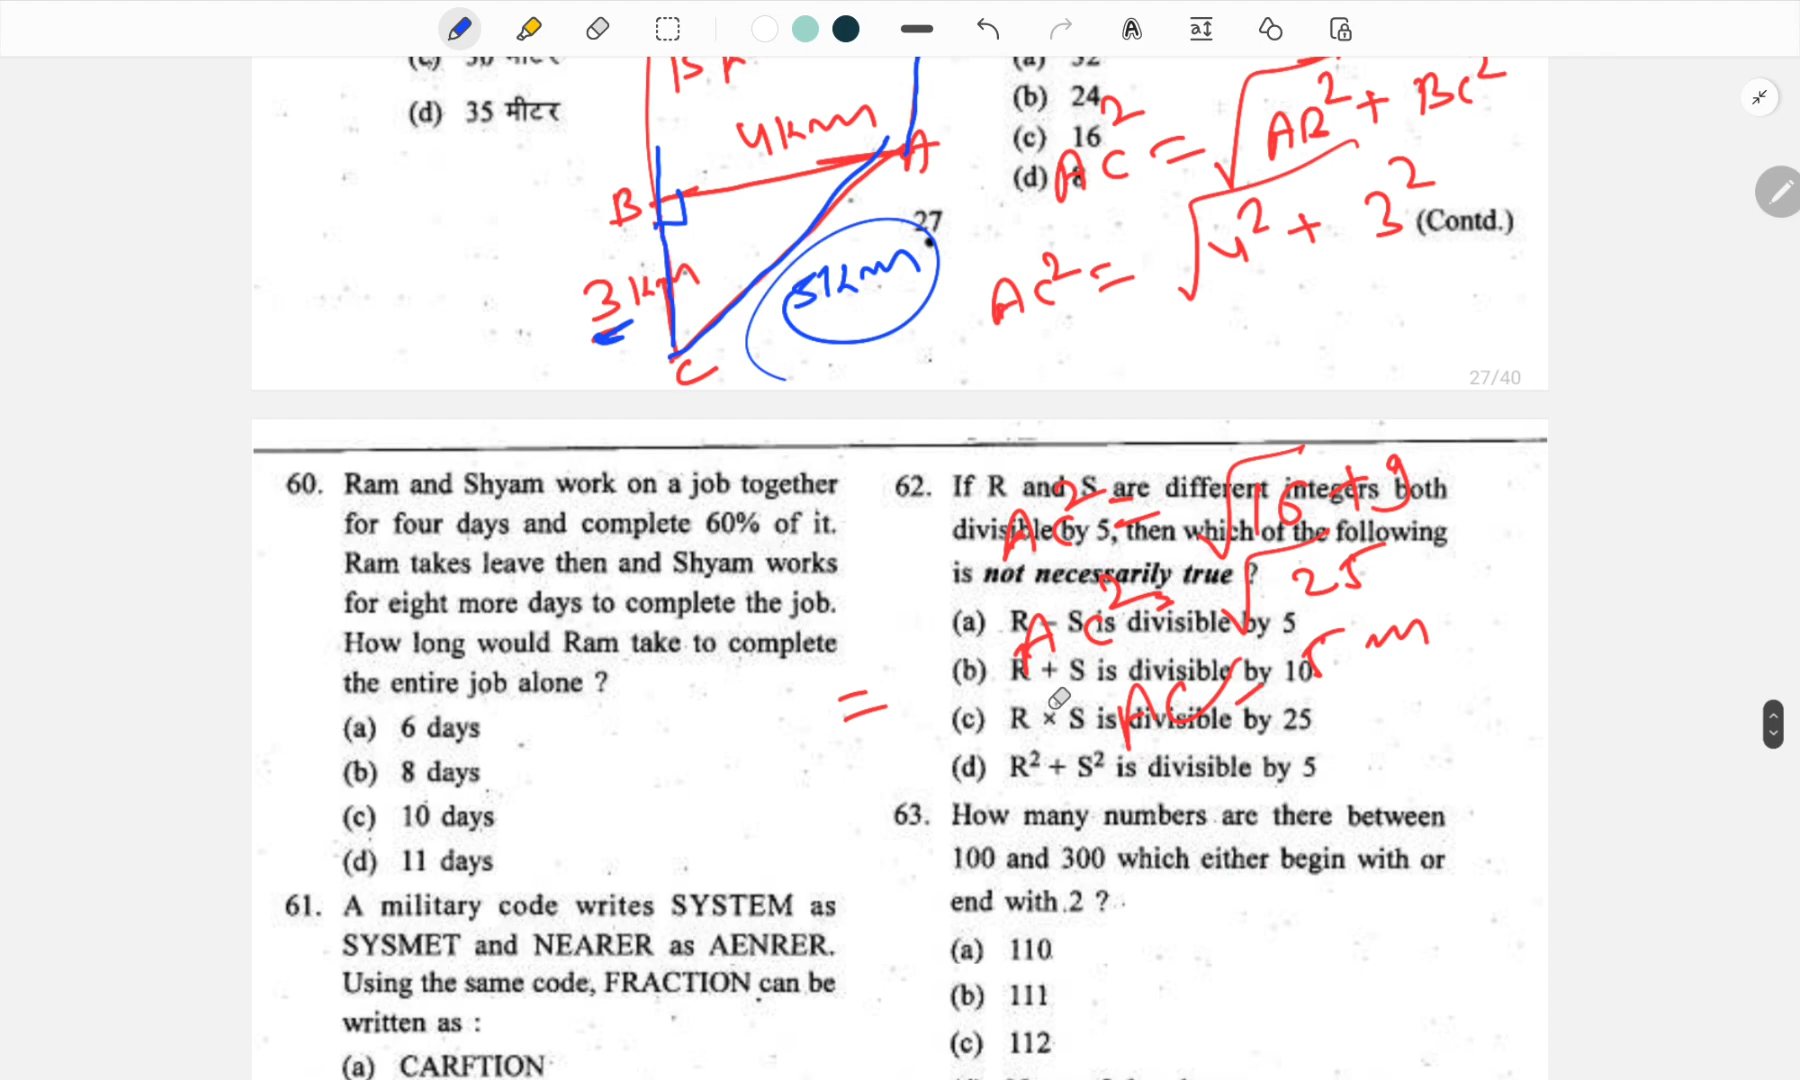 (d) 35 मीटर
(b) 24
(c) 16
(d) 8
27
(Contd.)
4km
A
B
3 km
C
5km
AC² = √AB² + BC²
AC² = √4² + 3²
27/40
60. Ram and Shyam work on a job together
for four days and complete 60% of it.
Ram takes leave then and Shyam works
for eight more days to complete the job.
How long would Ram take to complete
the entire job alone ?
(a) 6 days
(b) 8 days
(c) 10 days
(d) 11 days
61. A military code writes SYSTEM as
SYSMET and NEARER as AENRER.
Using the same code, FRACTION can be
written as :
(a) CARFTION
62. If R and S are different integers both
divisible by 5, then which of the following
is not necessarily true ?
(a) R - S is divisible by 5
(b) R + S is divisible by 10
(c) R × S is divisible by 25
(d) R² + S² is divisible by 5
AC² = √16+9
AC² = √25
AC = 5 m
=
63. How many numbers are there between
100 and 300 which either begin with or
end with 2 ?
(a) 110
(b) 111
(c) 112